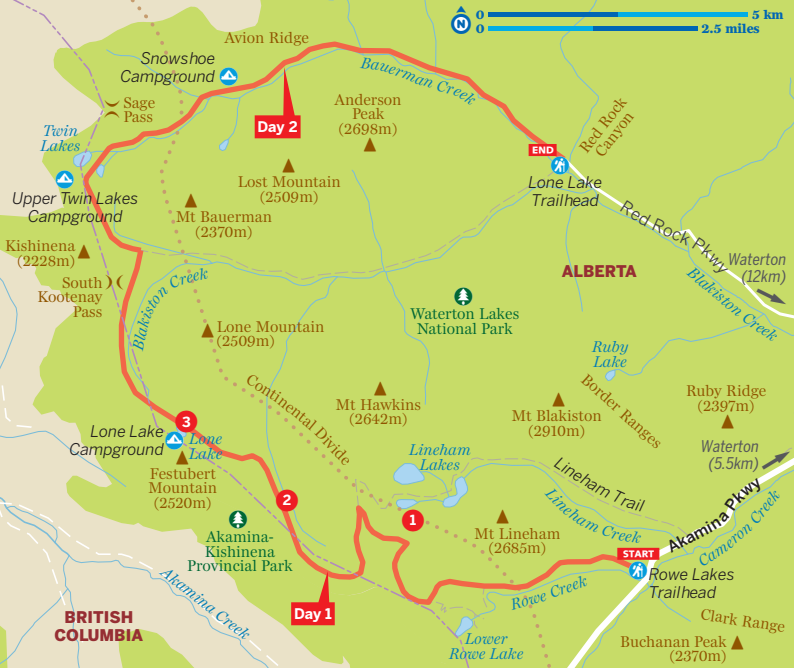 N
0
5 km
0
2.5 miles
Avion Ridge
Snowshoe
Campground
Bauerman Creek
Sage
Pass
Anderson
Peak
(2698m)
Red Rock
Canyon
Day 2
Twin
Lakes
END
Lone Lake
Trailhead
Lost Mountain
(2509m)
Upper Twin Lakes
Campground
Mt Bauerman
(2370m)
Red Rock Pkwy
Kishinena
(2228m)
ALBERTA
Waterton
(12km)
South
Kootenay
Pass
Blakiston Creek
Blakiston Creek
Waterton Lakes
National Park
Lone Mountain
(2509m)
Ruby
Lake
Continental Divide
Mt Hawkins
(2642m)
Mt Blakiston
(2910m)
Border Ranges
Ruby Ridge
(2397m)
3
Lone Lake
Campground
Lone
Lake
Waterton
(5.5km)
Lineham
Lakes
Festubert
Mountain
(2520m)
Lineham Trail
2
1
Lineham Creek
Akamina Pkwy
Mt Lineham
(2685m)
Cameron Creek
Akamina-
Kishinena
Provincial Park
START
Rowe Lakes
Trailhead
Akamina Creek
Rowe Creek
Day 1
BRITISH
COLUMBIA
Clark Range
Lower
Rowe Lake
Buchanan Peak
(2370m)